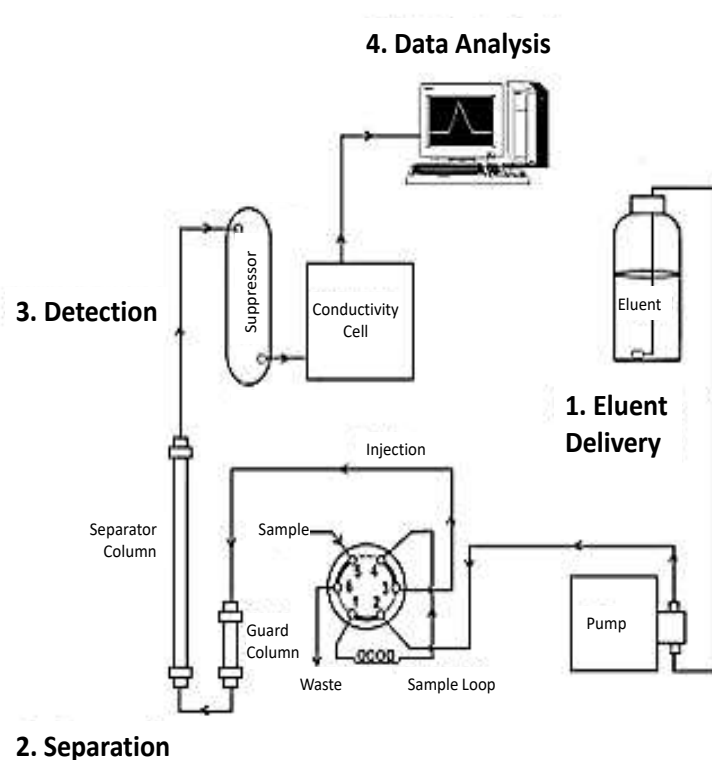 4. Data Analysis
Suppressor
3. Detection
Conductivity
Cell
Eluent
1. Eluent
Delivery
Injection
Separator
Column
Sample
5 4
6 3
1 2
Guard
Column
Pump
Waste
Sample Loop
2. Separation